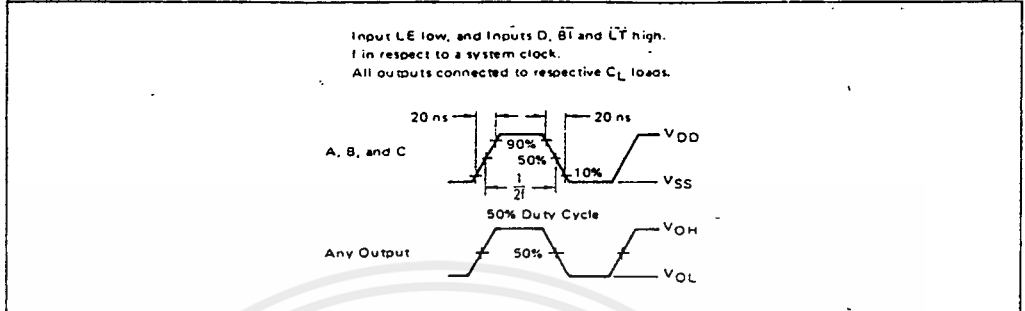 Input LE low, and Inputs D, B̅I̅ and L̅T̅ high.
f in respect to a system clock.
All outputs connected to respective CL loads.
20 ns
20 ns
A, B, and C
90%
50%
10%
VDD
VSS
1
2f
50% Duty Cycle
Any Output
50%
VOH
VOL